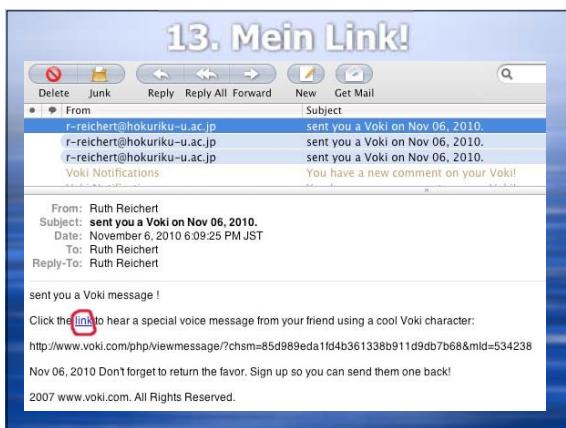 13. Mein Link!
Delete Junk Reply Reply All Forward New Get Mail
From Subject
r-reichert@hokuriku-u.ac.jp sent you a Voki on Nov 06, 2010.
r-reichert@hokuriku-u.ac.jp sent you a Voki on Nov 06, 2010.
r-reichert@hokuriku-u.ac.jp sent you a Voki on Nov 06, 2010.
Voki Notifications You have a new comment on your Voki!
From: Ruth Reichert
Subject: sent you a Voki on Nov 06, 2010.
Date: November 6, 2010 6:09:25 PM JST
To: Ruth Reichert
Reply-To: Ruth Reichert
sent you a Voki message !
Click the link to hear a special voice message from your friend using a cool Voki character:
http://www.voki.com/php/viewmessage/?chsm=85d989eda1fd4b361338b911d9db7b68&mId=534238
Nov 06, 2010 Don't forget to return the favor. Sign up so you can send them one back!
2007 www.voki.com. All Rights Reserved.